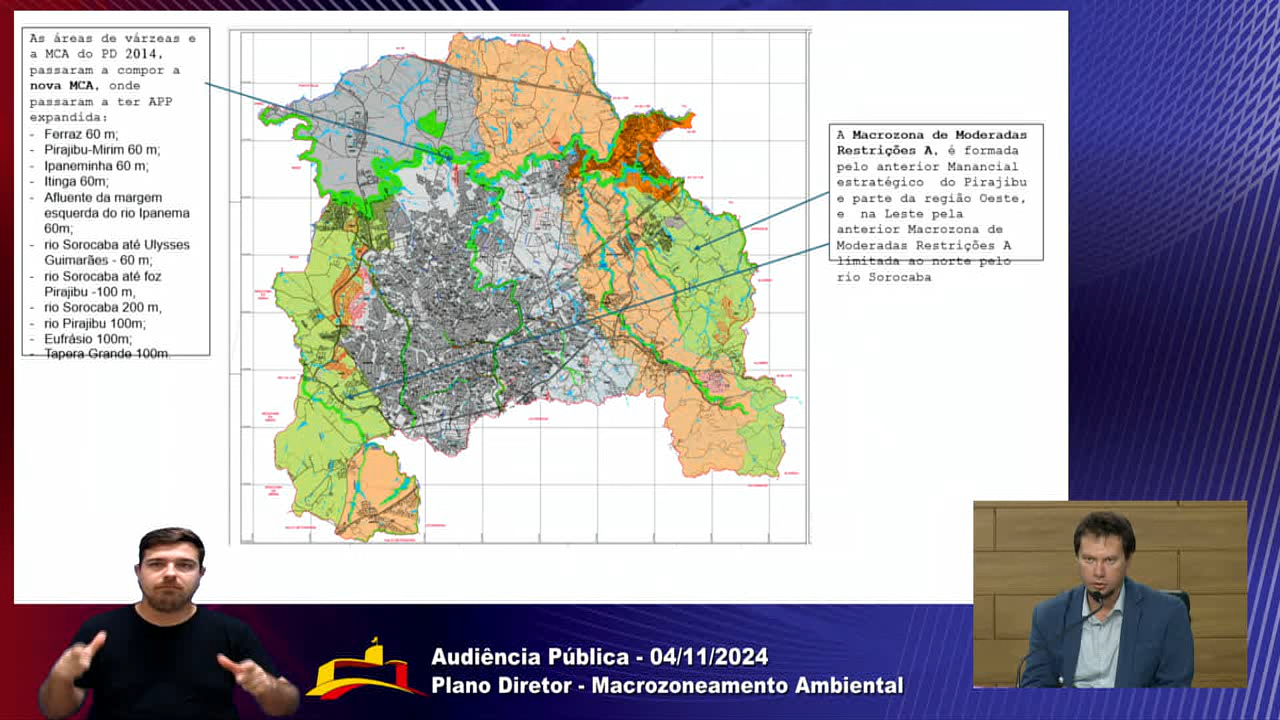 As áreas de várzeas e
a MCA do PD 2014,
passaram a compor a
nova MCA, onde
passaram a ter APP
expandida:
- Ferraz 60 m;
- Pirajibu-Mirim 60 m;
- Ipaneminha 60 m;
- Itinga 60m;
- Afluente da margem
esquerda do rio Ipanema
60m;
- rio Sorocaba até Ulysses
Guimarães - 60 m;
- rio Sorocaba até foz
Pirajibu -100 m,
- rio Sorocaba 200 m,
- rio Pirajibu 100m;
- Eufrásio 100m;
- Tapera Grande 100m.
A Macrozona de Moderadas
Restrições A, é formada
pelo anterior Manancial
estratégico do Pirajibu
e parte da região Oeste,
e na Leste pela
anterior Macrozona de
Moderadas Restrições A
limitada ao norte pelo
rio Sorocaba
Audiência Pública - 04/11/2024
Plano Diretor - Macrozoneamento Ambiental